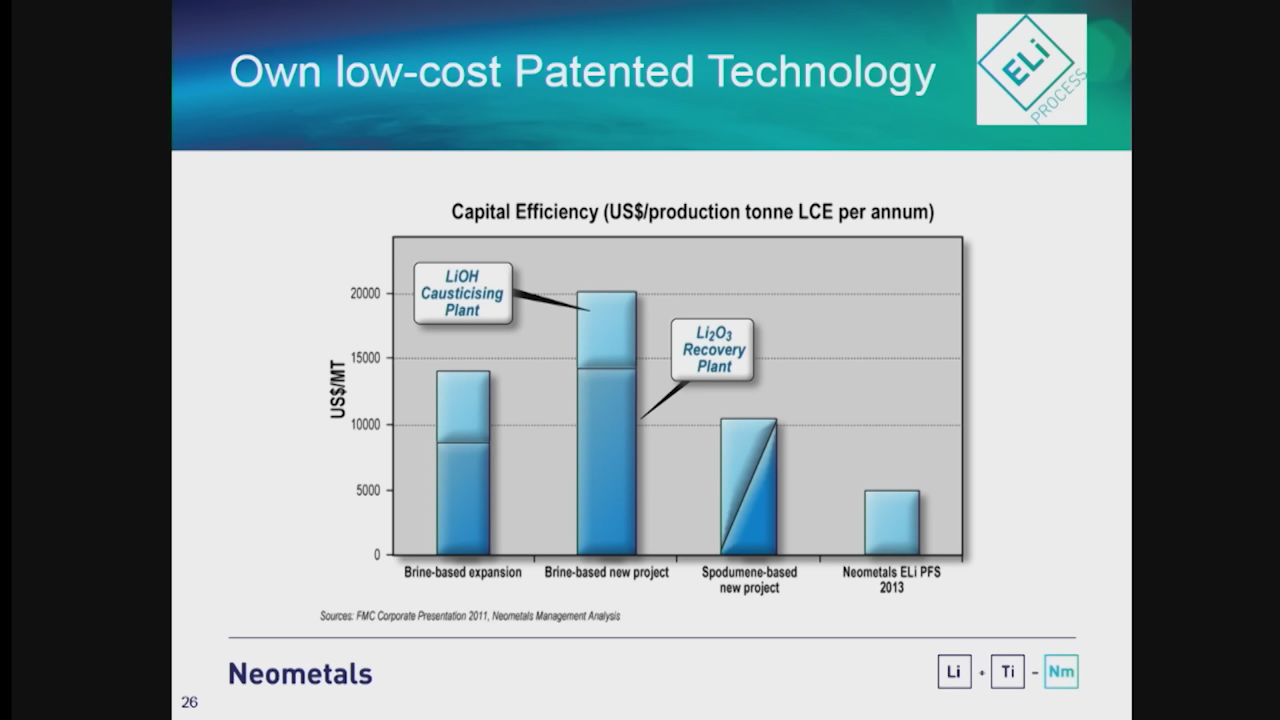 Own low-cost Patented Technology
ELi
PROCESS
Capital Efficiency (US$/production tonne LCE per annum)
US$/MT
20000
15000
10000
5000
0
LiOH
Causticising
Plant
Li₂O₃
Recovery
Plant
Brine-based expansion
Brine-based new project
Spodumene-based
new project
Neometals ELi PFS
2013
Sources: FMC Corporate Presentation 2011, Neometals Management Analysis
Neometals
Li + Ti - Nm
26